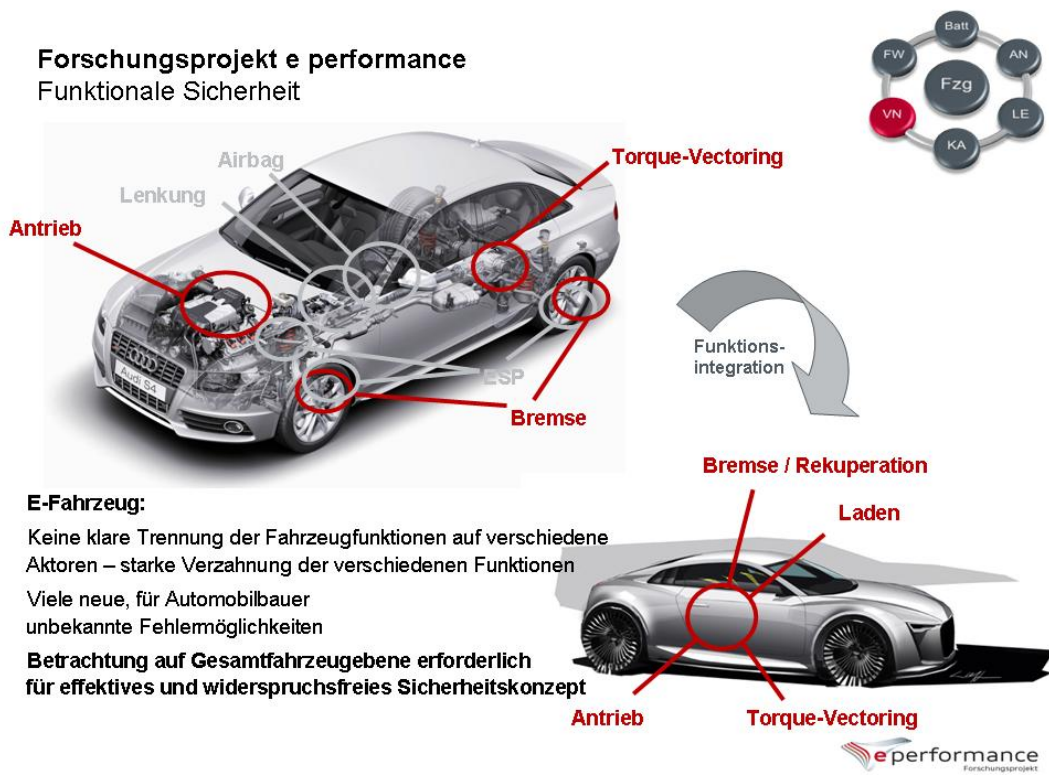 Forschungsprojekt e performance
Funktionale Sicherheit
Batt
FW
AN
Fzg
VN
LE
KA
Airbag
Torque-Vectoring
Lenkung
Antrieb
Audi S4
ESP
Bremse
Funktions-
integration
Bremse / Rekuperation
Laden
E-Fahrzeug:
Keine klare Trennung der Fahrzeugfunktionen auf verschiedene
Aktoren – starke Verzahnung der verschiedenen Funktionen
Viele neue, für Automobilbauer
unbekannte Fehlermöglichkeiten
Betrachtung auf Gesamtfahrzeugebene erforderlich
für effektives und widerspruchsfreies Sicherheitskonzept
Antrieb
Torque-Vectoring
eperformance
Forschungsprojekt